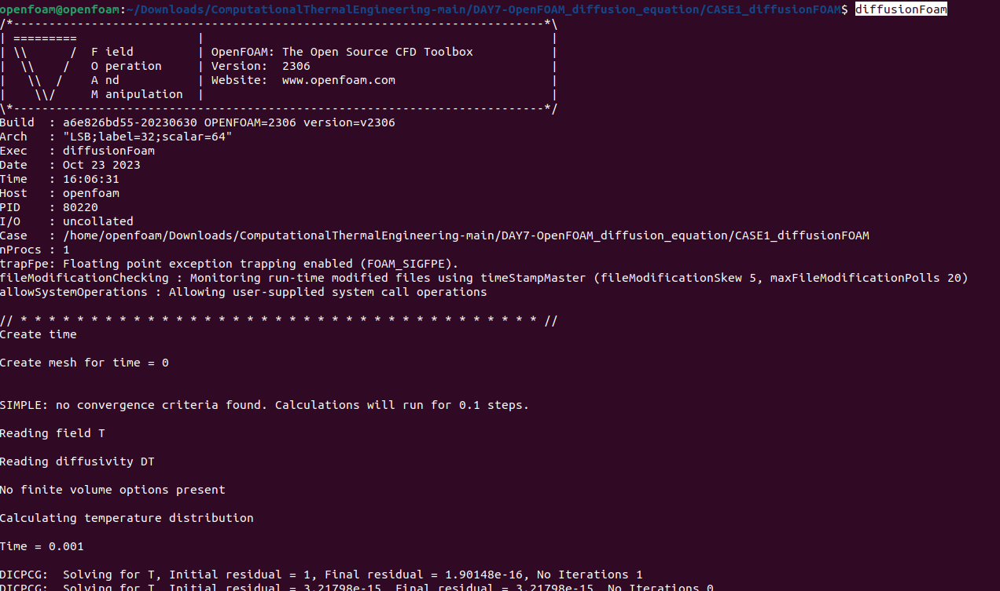 openfoam@openfoam:~/Downloads/ComputationalThermalEngineering-main/DAY7-OpenFOAM_diffusion_equation/CASE1_diffusionFOAM$ diffusionFoam
/*---------------------------------------------------------------------------*\
| =========                 |                                                 |
| \\      /  F ield         | OpenFOAM: The Open Source CFD Toolbox           |
|  \\    /   O peration     | Version:  2306                                  |
|   \\  /    A nd           | Website:  www.openfoam.com                      |
|    \\/     M anipulation  |                                                 |
\*---------------------------------------------------------------------------*/
Build  : a6e826bd55-20230630 OPENFOAM=2306 version=v2306
Arch   : "LSB;label=32;scalar=64"
Exec   : diffusionFoam
Date   : Oct 23 2023
Time   : 16:06:31
Host   : openfoam
PID    : 80220
I/O    : uncollated
Case   : /home/openfoam/Downloads/ComputationalThermalEngineering-main/DAY7-OpenFOAM_diffusion_equation/CASE1_diffusionFOAM
nProcs : 1
trapFpe: Floating point exception trapping enabled (FOAM_SIGFPE).
fileModificationChecking : Monitoring run-time modified files using timeStampMaster (fileModificationSkew 5, maxFileModificationPolls 20)
allowSystemOperations : Allowing user-supplied system call operations

// * * * * * * * * * * * * * * * * * * * * * * * * * * * * * * * * * * * * * //
Create time

Create mesh for time = 0


SIMPLE: no convergence criteria found. Calculations will run for 0.1 steps.

Reading field T

Reading diffusivity DT

No finite volume options present

Calculating temperature distribution

Time = 0.001

DICPCG:  Solving for T, Initial residual = 1, Final residual = 1.90148e-16, No Iterations 1
DICPCG:  Solving for T, Initial residual = 3.21798e-15, Final residual = 3.21798e-15, No Iterations 0